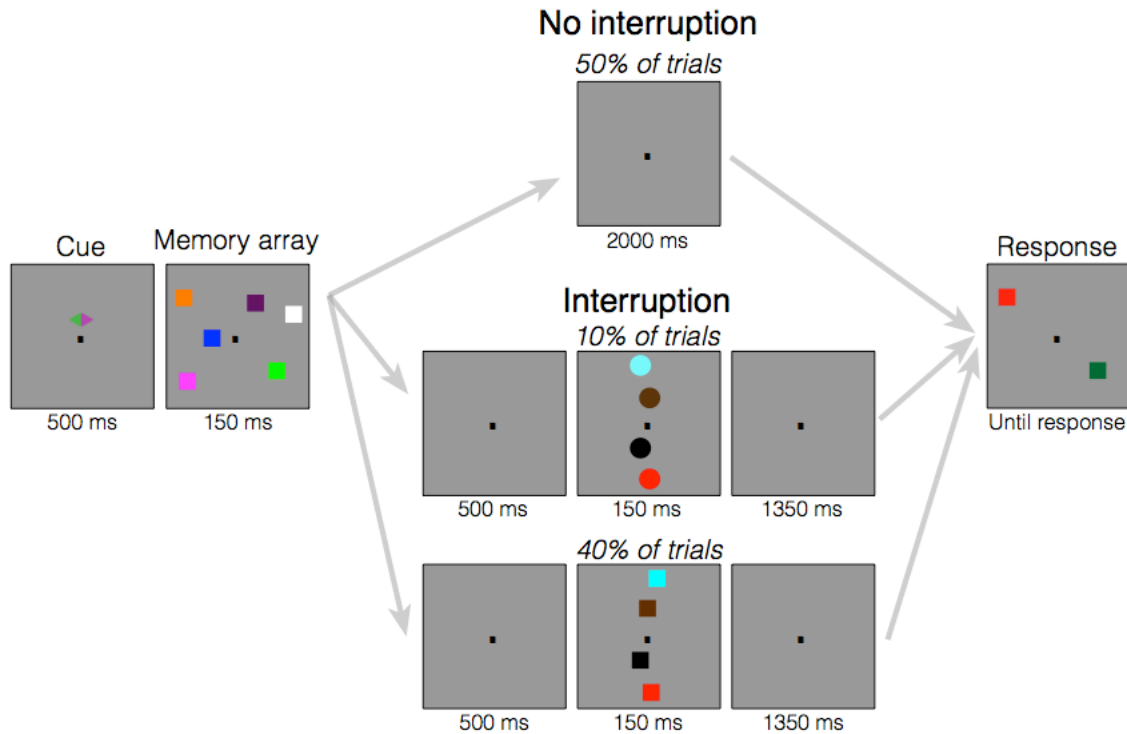 No interruption
50% of trials
2000 ms
Cue
Memory array
500 ms
150 ms
Interruption
10% of trials
500 ms
150 ms
1350 ms
40% of trials
500 ms
150 ms
1350 ms
Response
Until response